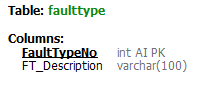 Table: faulttype
Columns:
FaultTypeNo int AI PK
FT_Description varchar(100)